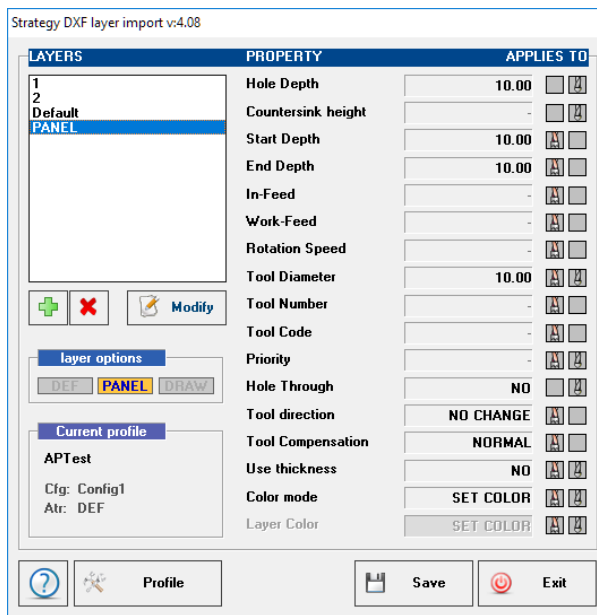 Strategy DXF layer import v:4.08
LAYERS
1
2
Default
PANEL
Modify
layer options
DEF PANEL DRAW
Current profile
APTest
Cfg: Config1
Atr: DEF
PROPERTY APPLIES TO
Hole Depth 10.00
Countersink height -
Start Depth 10.00
End Depth 10.00
In-Feed -
Work-Feed -
Rotation Speed -
Tool Diameter 10.00
Tool Number -
Tool Code -
Priority -
Hole Through NO
Tool direction NO CHANGE
Tool Compensation NORMAL
Use thickness NO
Color mode SET COLOR
Layer Color SET COLOR
? Profile Save Exit